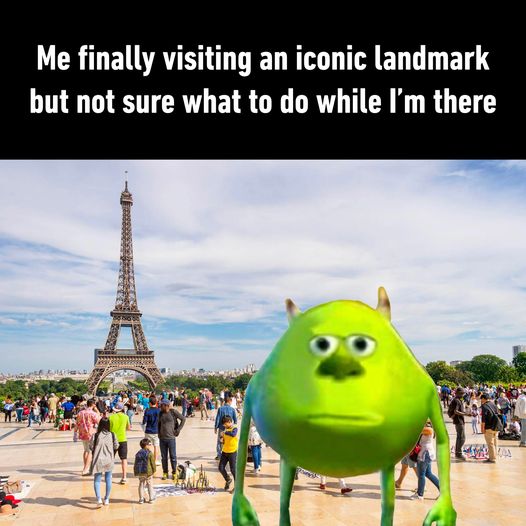 Me finally visiting an iconic landmark
but not sure what to do while I'm there